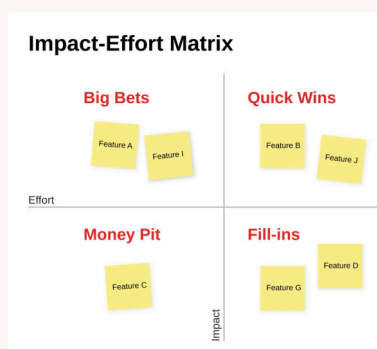 Impact-Effort Matrix
Big Bets
Quick Wins
Feature A
Feature I
Feature B
Feature J
Effort
Money Pit
Fill-ins
Feature C
Feature G
Feature D
Impact